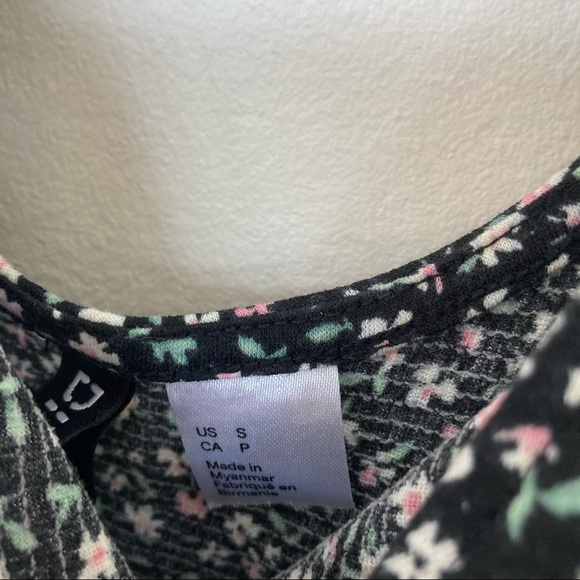 US S
CA P
Made in
Myanmar
Fabriqué en
Birmanie